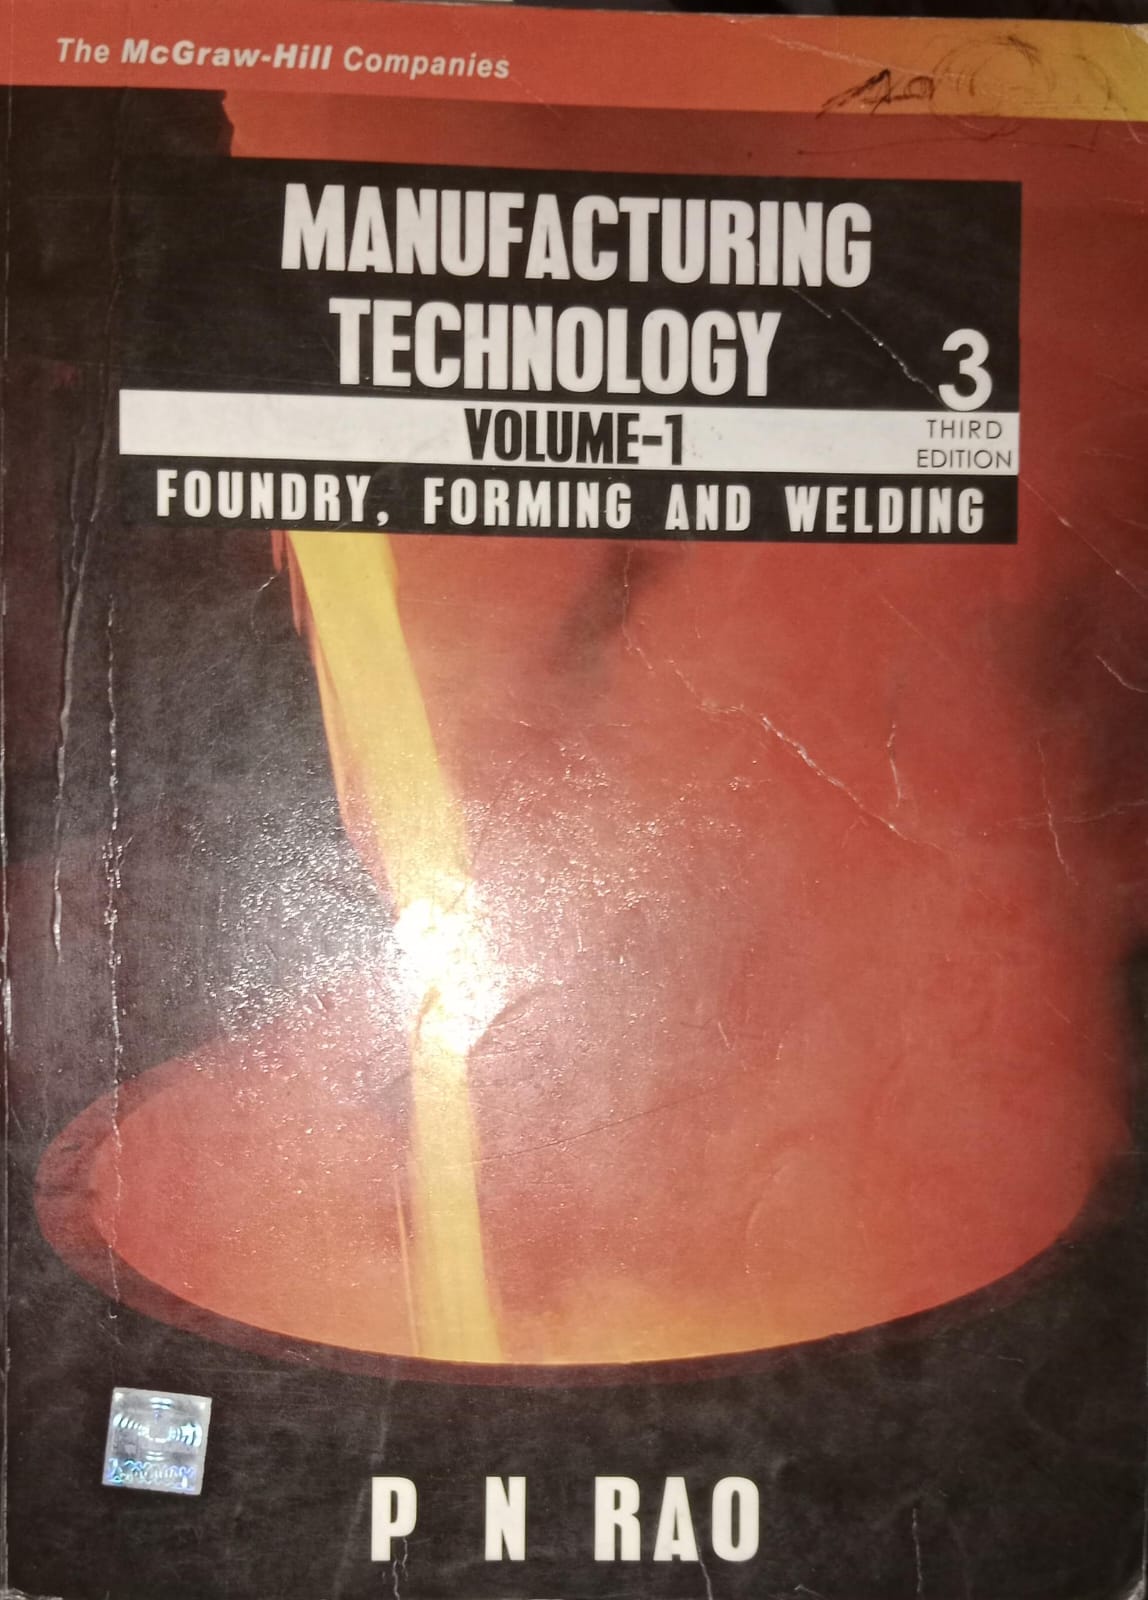 The McGraw-Hill Companies
MANUFACTURING
TECHNOLOGY
3
VOLUME-1
THIRD
EDITION
FOUNDRY, FORMING AND WELDING
P N RAO